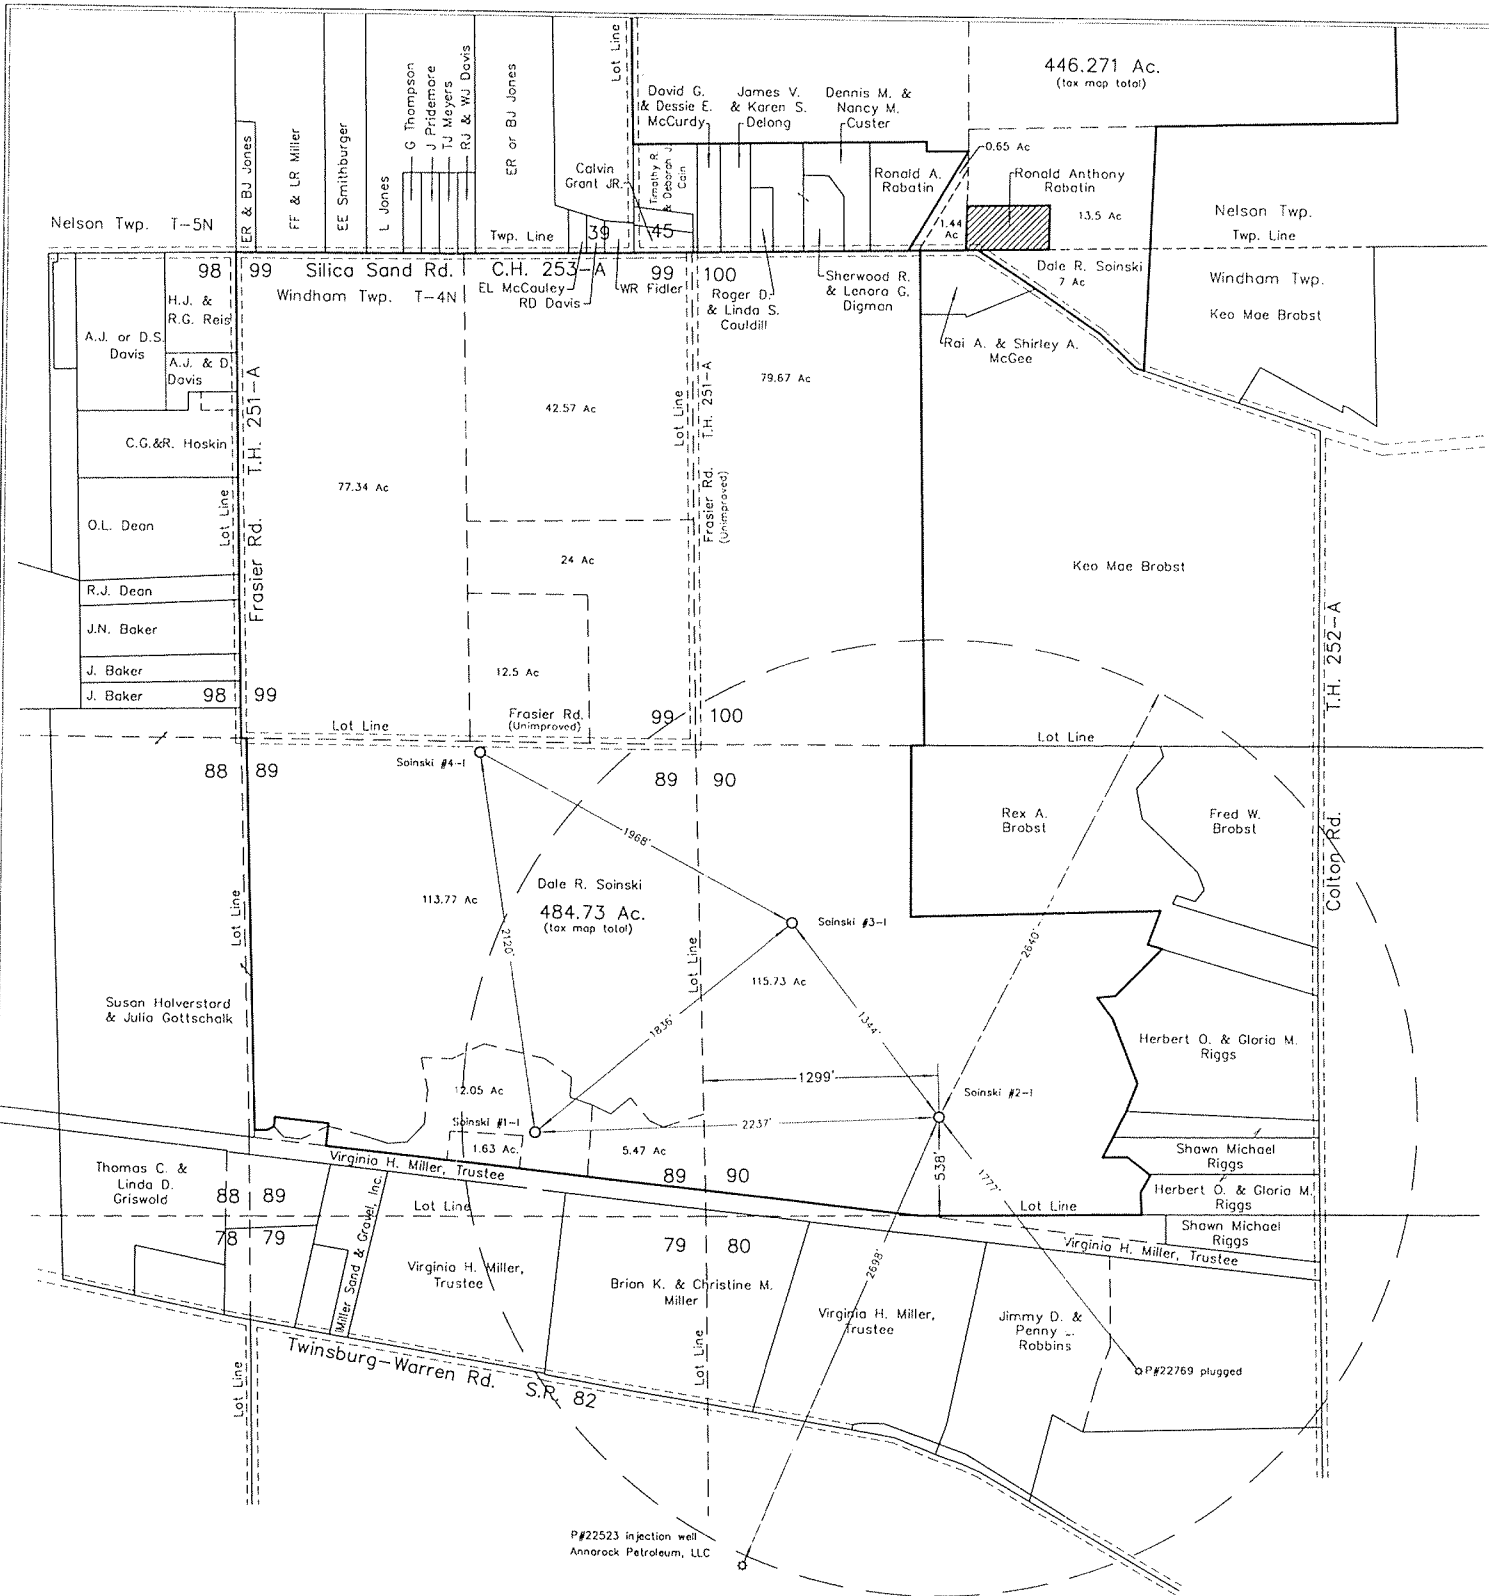 446.271 Ac.
(tax map total)
Lot Line
G Thompson
J Pridemore
TJ Meyers
RJ & WJ Davis
ER or BJ Jones
ER & BJ Jones
FF & LR Miller
EE Smithburger
L Jones
David G.
& Dessie E.
McCurdy
James V.
& Karen S.
Delong
Dennis M. &
Nancy M.
Custer
0.65 Ac
Calvin
Grant JR.
Timothy R.
& Deborah J.
Cain
Ronald A.
Rabatin
Ronald Anthony
Rabatin
13.5 Ac
1.44
Ac
Nelson Twp. T-5N
Nelson Twp.
Twp. Line
Twp. Line
39
45
98
99
Silica Sand Rd.
C.H. 253-A
99
100
Windham Twp. T-4N
EL McCauley
RD Davis
WR Fidler
Roger D.
& Linda S.
Cauldill
Sherwood R.
& Lenora G.
Digman
Dale R. Soinski
7 Ac
Windham Twp.
Keo Mae Brobst
Rai A. & Shirley A.
McGee
H.J. &
R.G. Reis
A.J. or D.S.
Davis
A.J. & D
Davis
C.G.&R. Hoskin
O.L. Dean
R.J. Dean
J.N. Baker
J. Baker
J. Baker
98
99
Lot Line
Frasier Rd. T.H. 251-A
77.34 Ac
42.57 Ac
79.67 Ac
Lot Line
Frasier Rd. T.H. 251-A
(Unimproved)
24 Ac
12.5 Ac
Frasier Rd.
(Unimproved)
99
100
Keo Mae Brobst
T.H. 252-A
Colton Rd.
Lot Line
Lot Line
88
89
Soinski #4-I
89
90
Rex A.
Brobst
Fred W.
Brobst
1968'
2120'
2640'
Dale R. Soinski
484.73 Ac.
(tax map total)
113.77 Ac
Soinski #3-I
Lot Line
Lot Line
115.73 Ac
1836'
1344'
Susan Halverstard
& Julia Gottschalk
Herbert O. & Gloria M.
Riggs
1299'
Soinski #2-I
12.05 Ac
Soinski #1-I
1.63 Ac.
5.47 Ac
2237'
538'
1777'
Shawn Michael
Riggs
Herbert O. & Gloria M.
Riggs
Shawn Michael
Riggs
Virginia H. Miller, Trustee
89
90
Thomas C. &
Linda D.
Griswold
88
89
Lot Line
Lot Line
78
79
79
80
Virginia H. Miller, Trustee
Miller Sand & Gravel, Inc.
Virginia H. Miller,
Trustee
Brian K. & Christine M.
Miller
2698'
Virginia H. Miller,
Trustee
Jimmy D. &
Penny
Robbins
P#22769 plugged
Twinsburg-Warren Rd. S.R. 82
Lot Line
Lot Line
P#22523 injection well
Annarock Petroleum, LLC